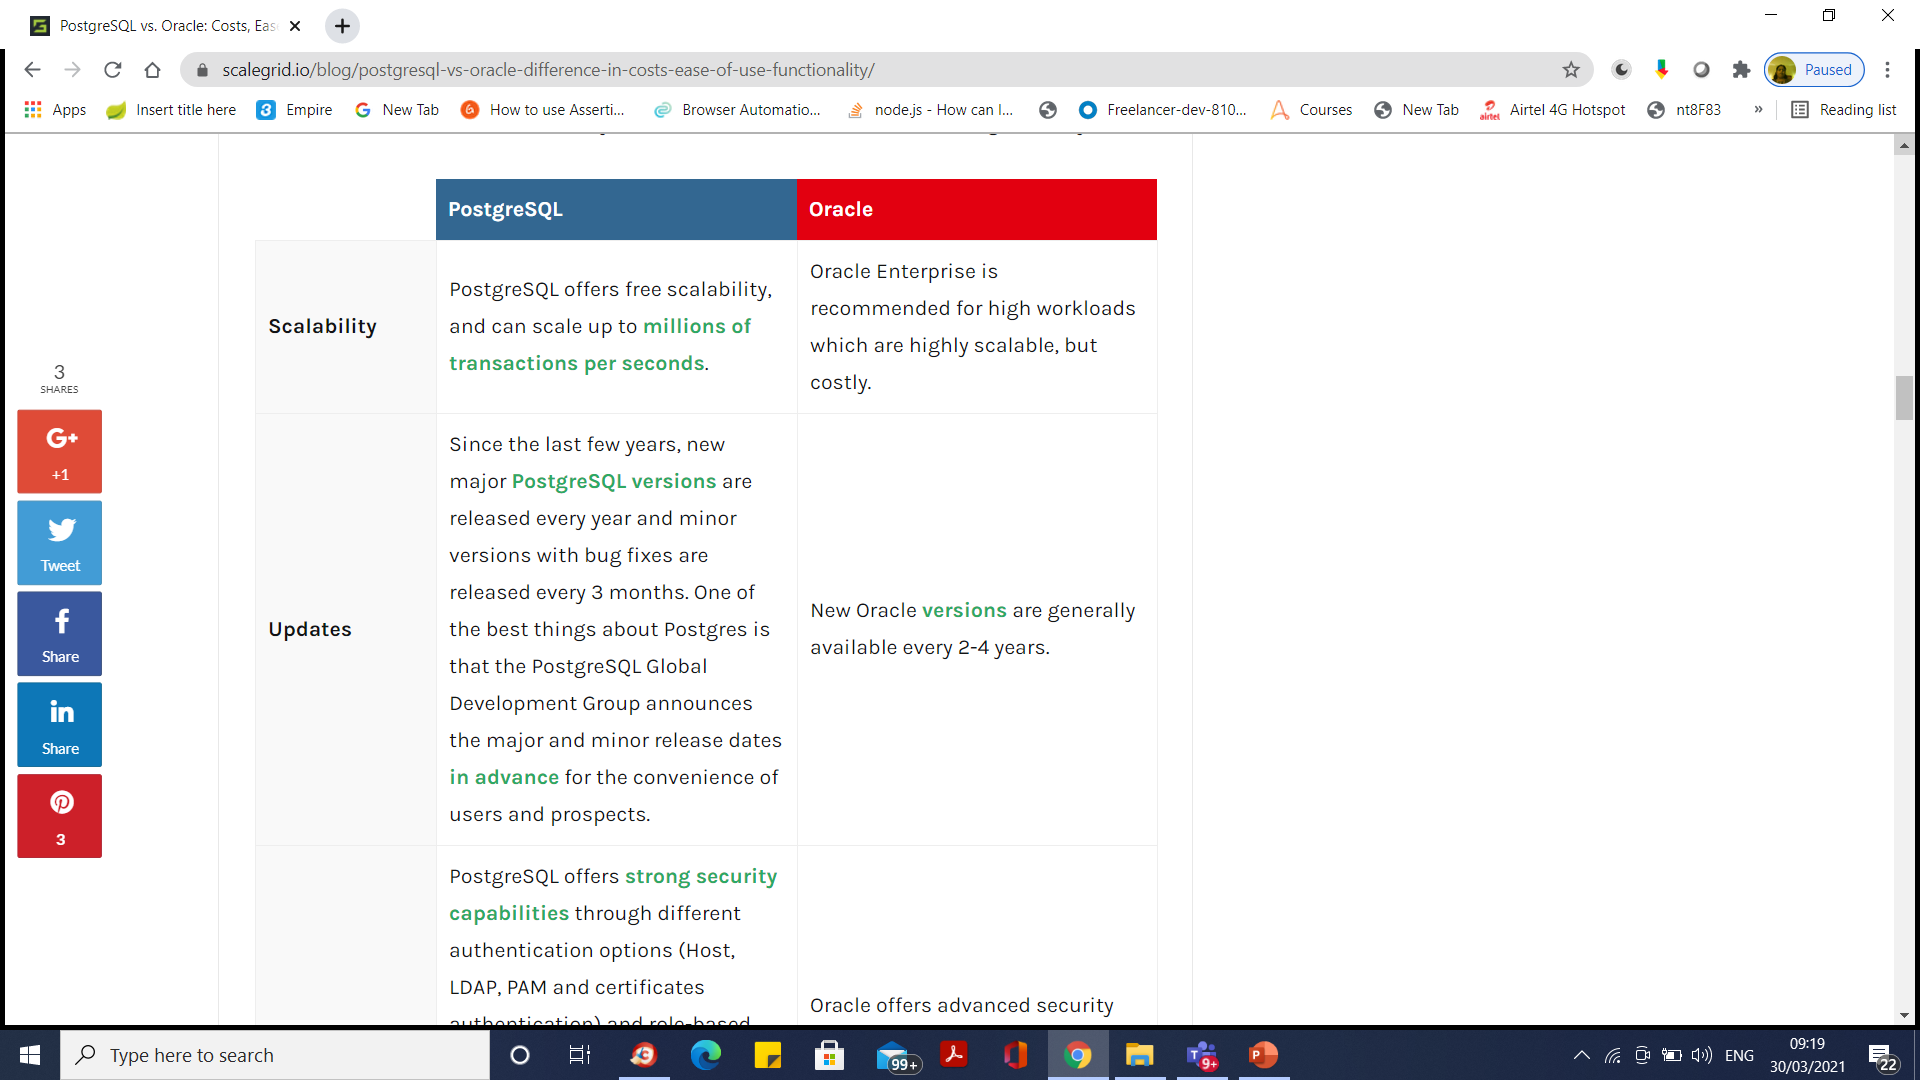 PostgreSQL vs. Oracle: Costs, Eas
scalegrid.io/blog/postgresql-vs-oracle-difference-in-costs-ease-of-use-functionality/
Paused
Apps
Insert title here
Empire
New Tab
How to use Asserti...
Browser Automatio...
node.js - How can I...
Freelancer-dev-810...
Courses
New Tab
Airtel 4G Hotspot
nt8F83
»
Reading list
airtel
PostgreSQL
Oracle
Scalability
PostgreSQL offers free scalability,
and can scale up to millions of
transactions per seconds.
Oracle Enterprise is
recommended for high workloads
which are highly scalable, but
costly.
Updates
Since the last few years, new
major PostgreSQL versions are
released every year and minor
versions with bug fixes are
released every 3 months. One of
the best things about Postgres is
that the PostgreSQL Global
Development Group announces
the major and minor release dates
in advance for the convenience of
users and prospects.
New Oracle versions are generally
available every 2-4 years.
PostgreSQL offers strong security
capabilities through different
authentication options (Host,
LDAP, PAM and certificates
authentication) and role-based
Oracle offers advanced security
3
SHARES
G+
+1
Tweet
f
Share
in
Share
3
Type here to search
99+
9+
ENG
09:19
30/03/2021
22